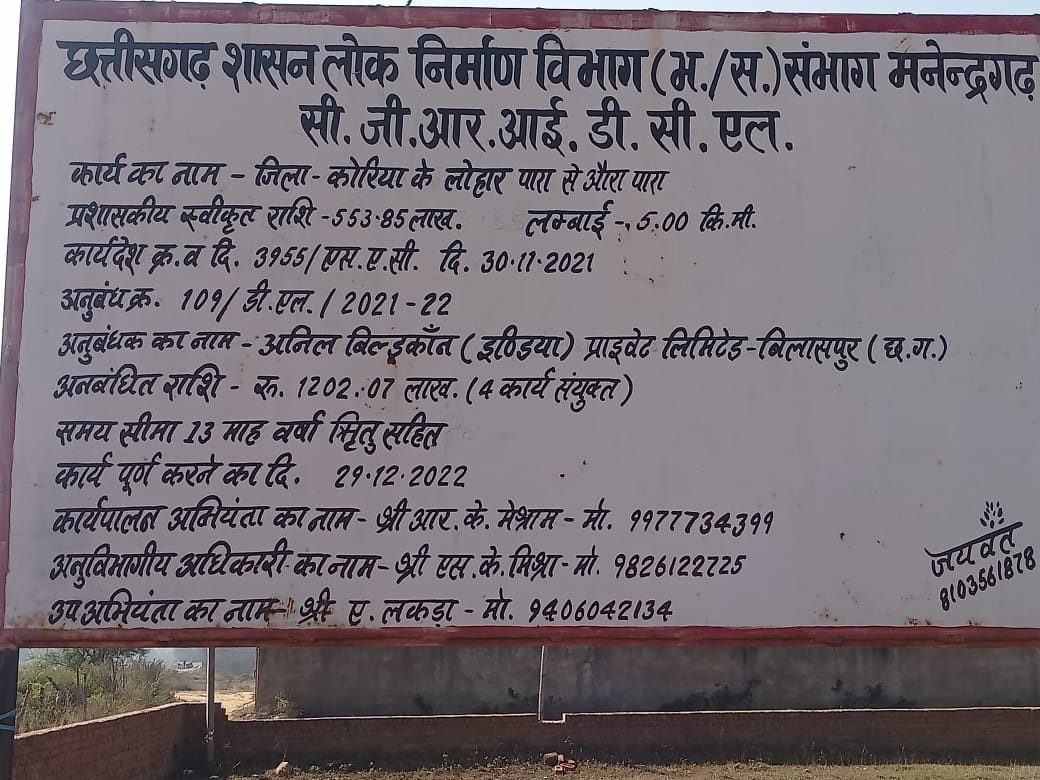 छत्तीसगढ़ शासन लोक निर्माण विभाग (भ./स.) संभाग मनेन्द्रगढ़
सी. जी. आर. आई. डी. सी. एल.
कार्य का नाम - जिला - कोरिया के लोहार पारा से औरा पारा
प्रशासकीय स्वीकृत राशि - 553.85 लाख. लम्बाई - 5.00 कि.मी.
कार्यदेश क्र. व दि. 3955/एस.ए.सी. दि. 30.11.2021
अनुबंध क्र. 109/ डी.एल. / 2021 - 22
अनुबंधक का नाम - अनिल बिल्डकॉन (इण्डिया) प्राइवेट लिमिटेड - बिलासपुर (छ.ग.)
अनबंधित राशि - रु. 1202.07 लाख. (4 कार्य संयुक्त)
समय सीमा 13 माह वर्षा ऋितु सहित
कार्य पूर्ण करने का दि. 29.12.2022
कार्यपालन अभियंता का नाम - श्री आर. के. मेश्राम - मो. 9977734399
अनुविभागीय अधिकारी का नाम - श्री एस. के. मिश्रा - मो. 9826122725
उप अभियंता का नाम - श्री ए. लकड़ा - मो. 9406042134
जयवंत
8103561878